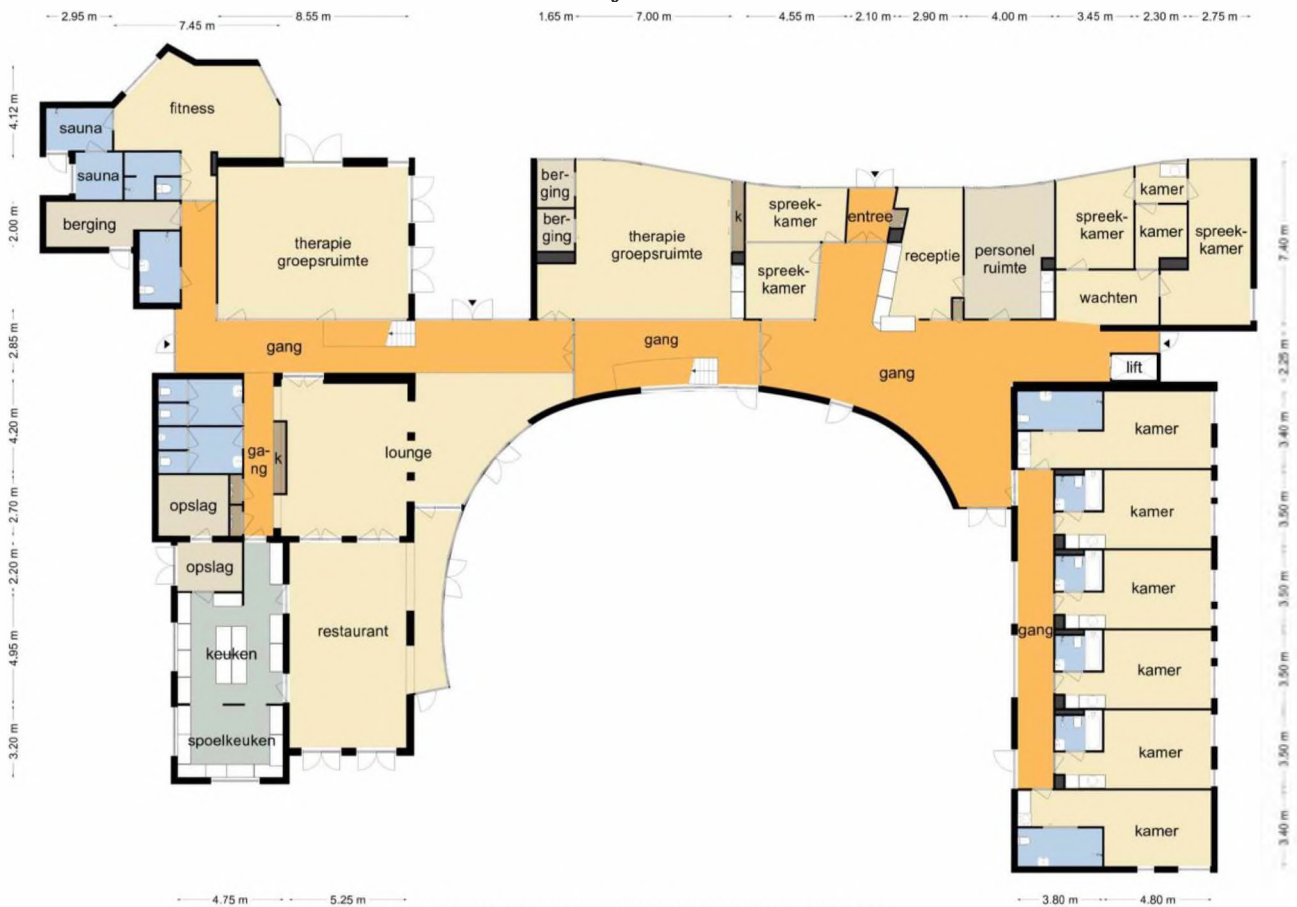 2.95 m
7.45 m
8.55 m
1.65 m
7.00 m
4.55 m
2.10 m
2.90 m
4.00 m
3.45 m
2.30 m
2.75 m
4.12 m
2.00 m
2.85 m
4.20 m
2.70 m
2.20 m
4.95 m
3.20 m
fitness
sauna
sauna
berging
therapie
groepsruimte
ber-
ging
ber-
ging
therapie
groepsruimte
k
spreek-
kamer
spreek-
kamer
entree
receptie
personel
ruimte
spreek-
kamer
kamer
kamer
spreek-
kamer
wachten
gang
gang
gang
lift
ga-
ng
k
lounge
opslag
opslag
keuken
spoelkeuken
restaurant
gang
kamer
kamer
kamer
kamer
kamer
kamer
7.40 m
2.25 m
3.40 m
3.50 m
3.50 m
3.50 m
3.50 m
3.40 m
4.75 m
5.25 m
3.80 m
4.80 m